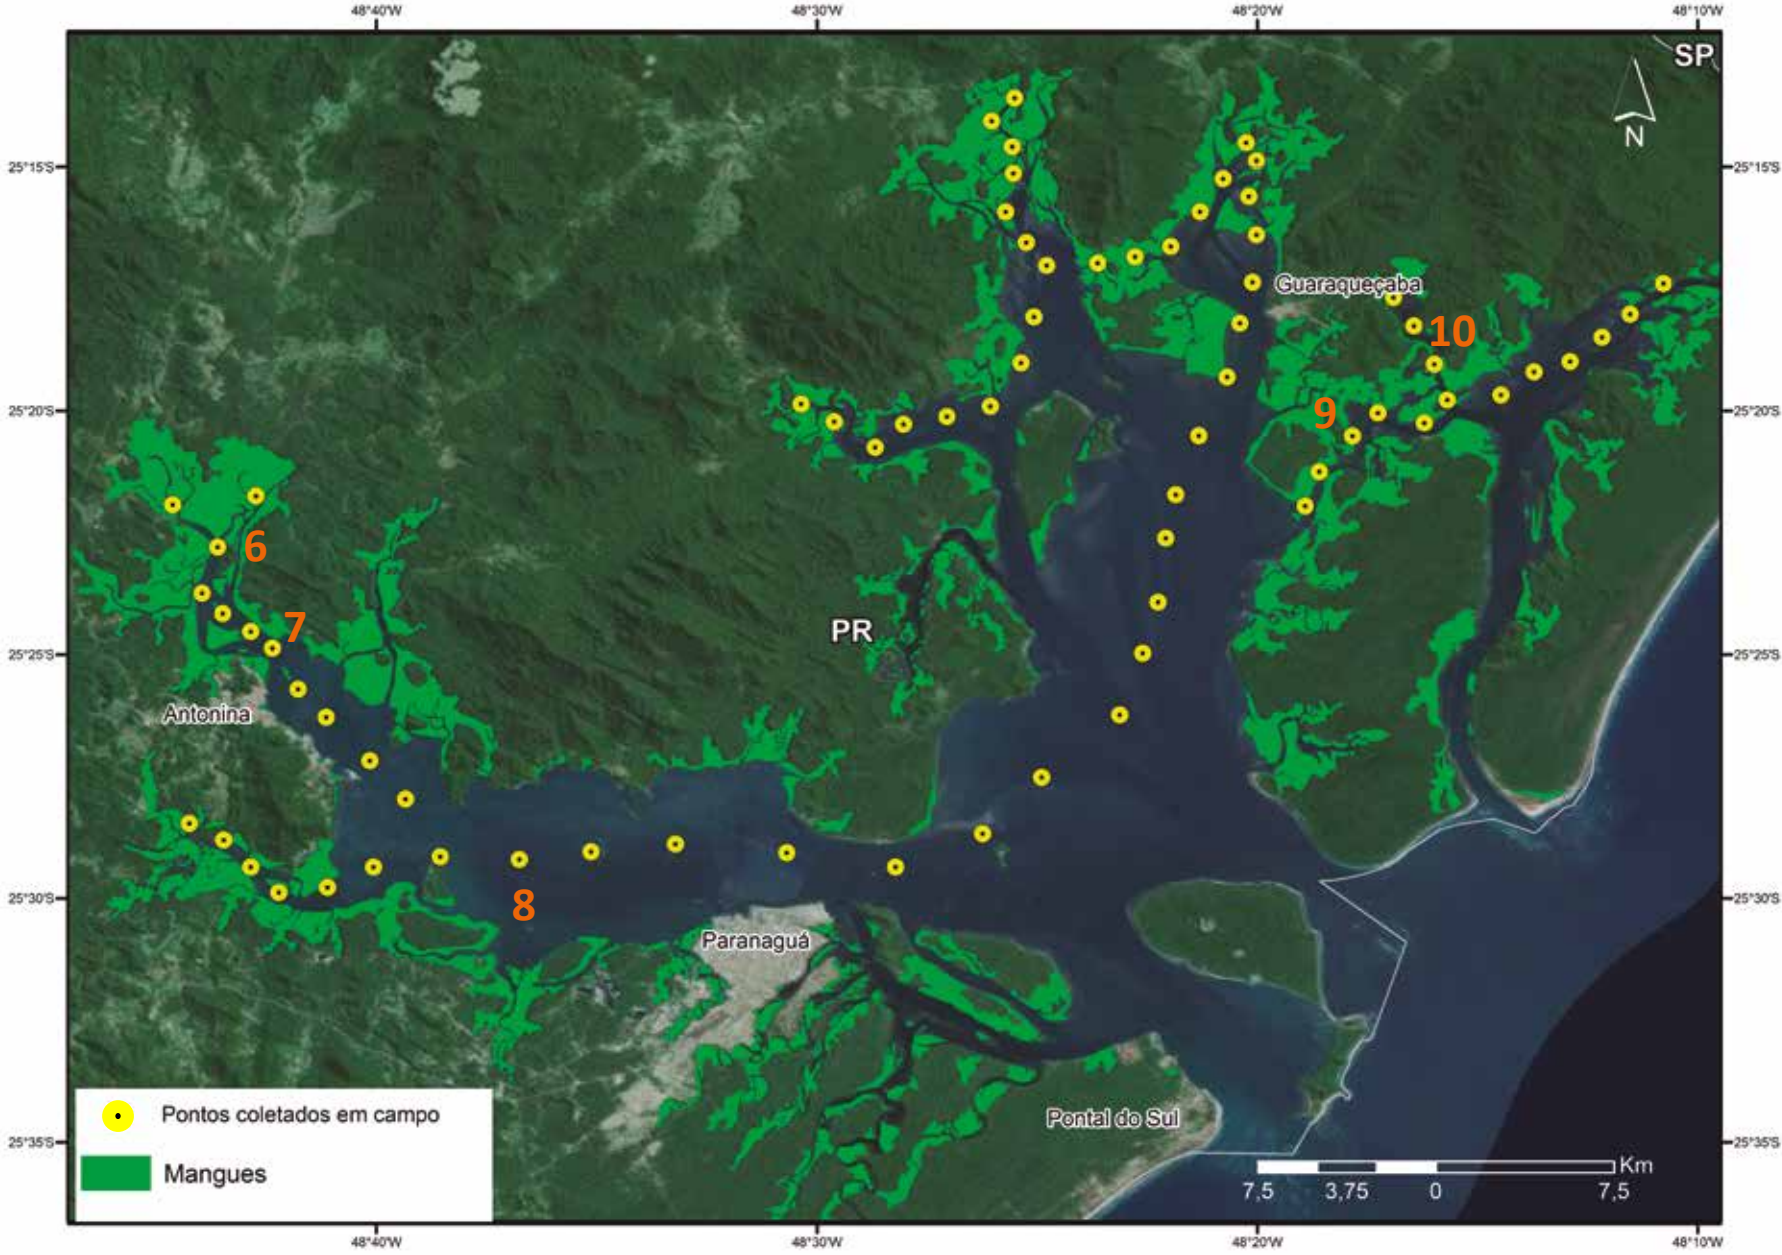 48°40'W
48°30'W
48°20'W
48°10'W
SP
N
25°15'S
25°15'S
Guaraqueçaba
10
25°20'S
9
25°20'S
6
7
PR
25°25'S
25°25'S
Antonina
8
25°30'S
25°30'S
Paranaguá
Pontos coletados em campo
Pontal do Sul
25°35'S
25°35'S
Mangues
Km
7,5 3,75 0 7,5
48°40'W
48°30'W
48°20'W
48°10'W